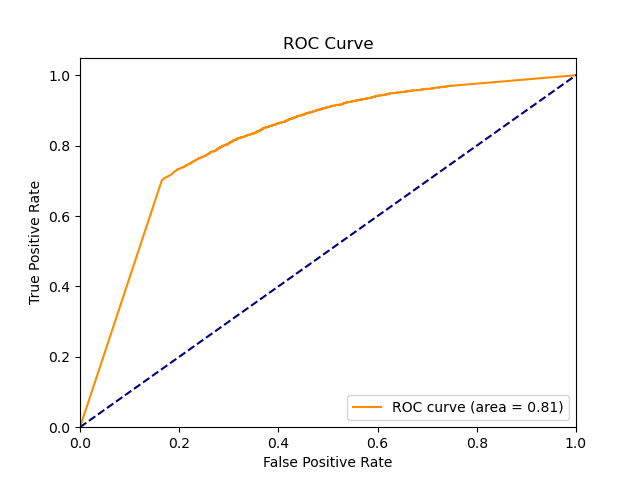 ROC Curve
1.0
0.8
0.6
0.4
0.2
0.0
True Positive Rate
ROC curve (area = 0.81)
0.0 0.2 0.4 0.6 0.8 1.0
False Positive Rate